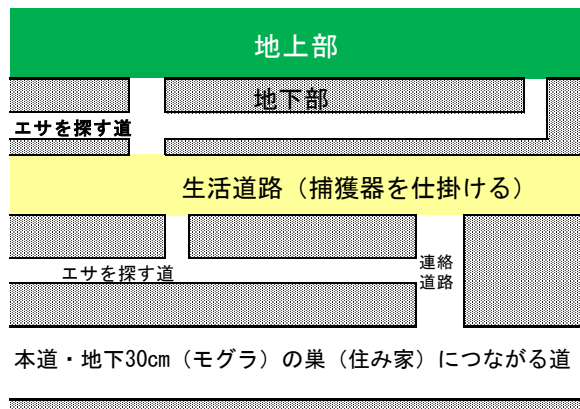 地上部
地下部
エサを探す道
生活道路（捕獲器を仕掛ける）
エサを探す道
連絡
道路
本道・地下30cm（モグラ）の巣（住み家）につながる道